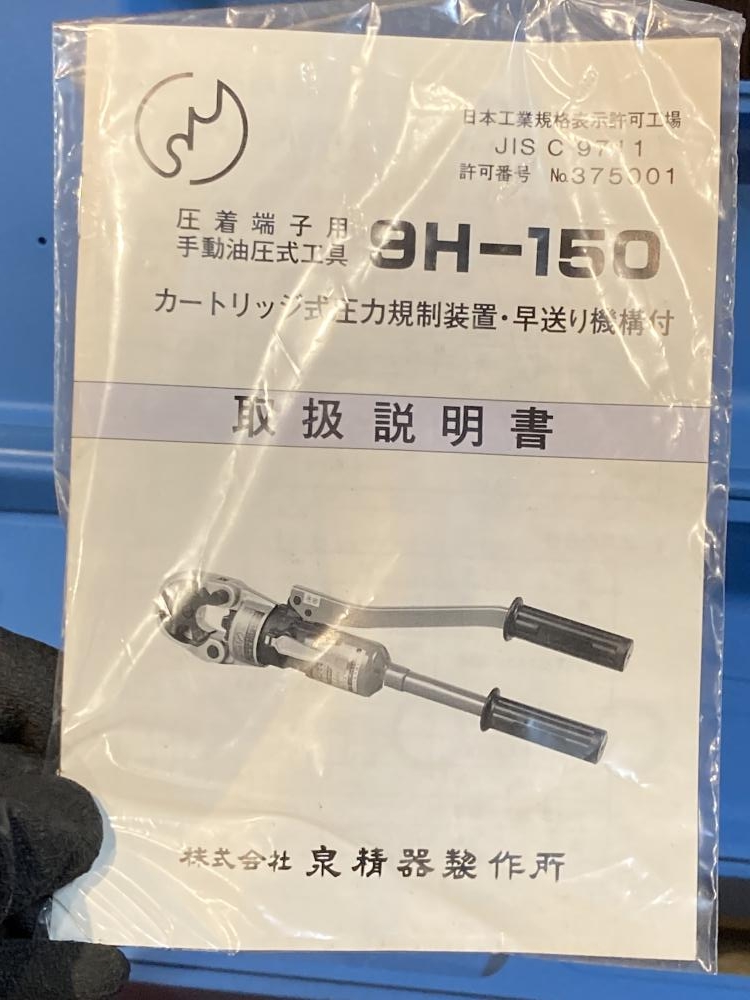 日本工業規格表示許可工場
JIS C 9711
許可番号 No.375001
圧着端子用
手動油圧式工具
9H-150
カートリッジ式圧力規制装置・早送り機構付
取扱説明書
株式会社 泉精器製作所